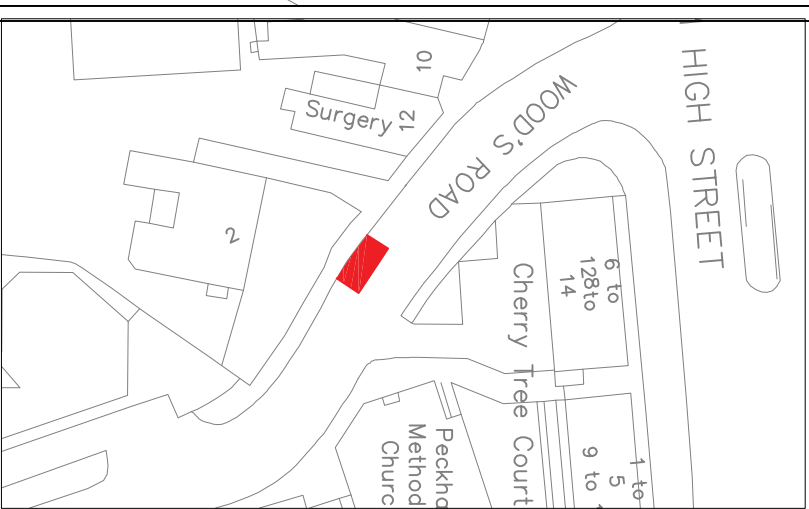 10
Surgery 12
WOOD'S ROAD
HIGH STREET
2
6 to
128to
14
Cherry Tree Court
Peckha
Method
Churc
1 to
5
9 to